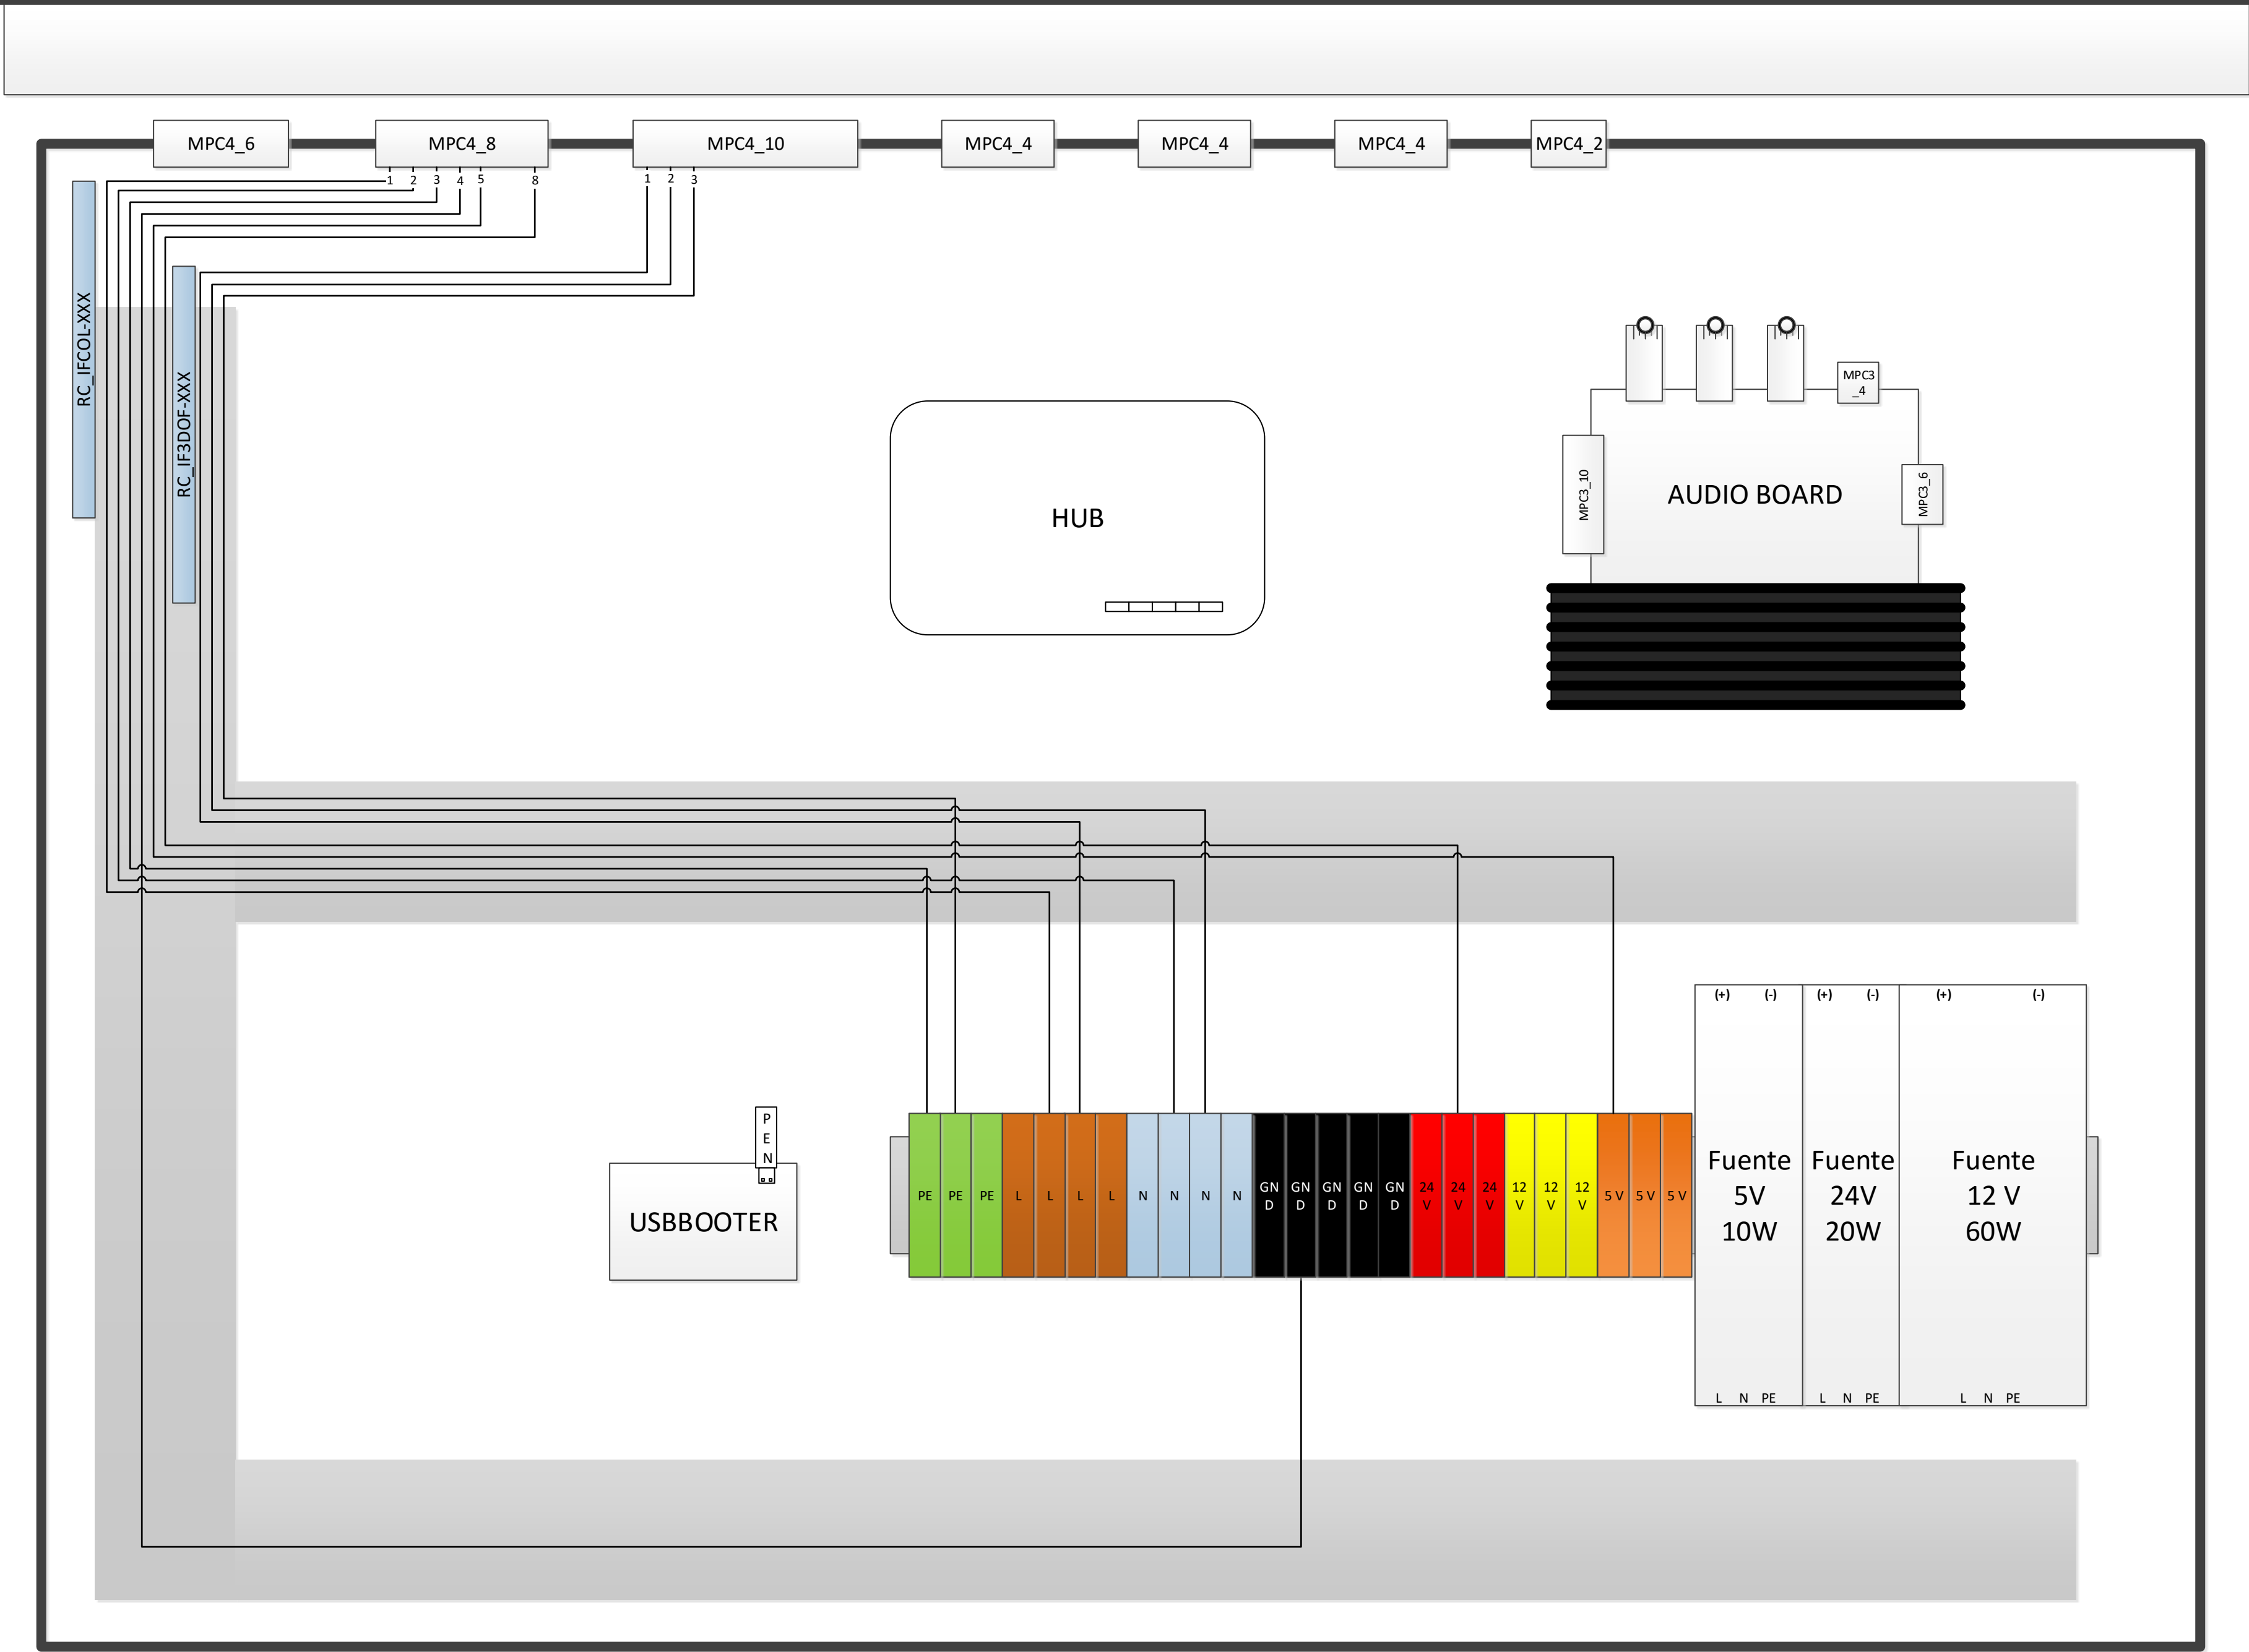 MPC4_6
MPC4_8
MPC4_10
MPC4_4
MPC4_4
MPC4_4
MPC4_2
1
2
3
4
5
8
1
2
3
RC_IFCOL-XXX
RC_IF3DOF-XXX
HUB
MPC3
_4
MPC3_10
AUDIO BOARD
MPC3_6
(+)
(-)
(+)
(-)
(+)
(-)
P
E
N
USBBOOTER
PE
PE
PE
L
L
L
L
N
N
N
N
GN
D
GN
D
GN
D
GN
D
GN
D
24
V
24
V
24
V
12
V
12
V
12
V
5 V
5 V
5 V
Fuente
5V
10W
Fuente
24V
20W
Fuente
12 V
60W
L N PE
L N PE
L N PE